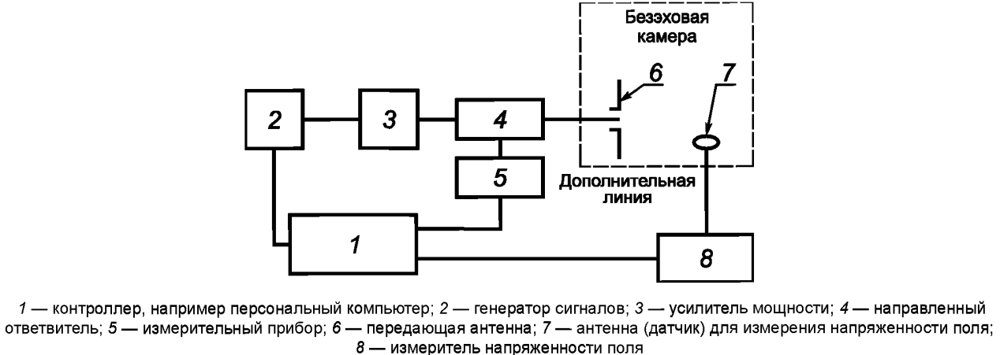 Безэховая
камера
6
7
2
3
4
5
Дополнительная
линия
1
8
1 — контроллер, например персональный компьютер; 2 — генератор сигналов; 3 — усилитель мощности; 4 — направленный
ответвитель; 5 — измерительный прибор; 6 — передающая антенна; 7 — антенна (датчик) для измерения напряженности поля;
8 — измеритель напряженности поля